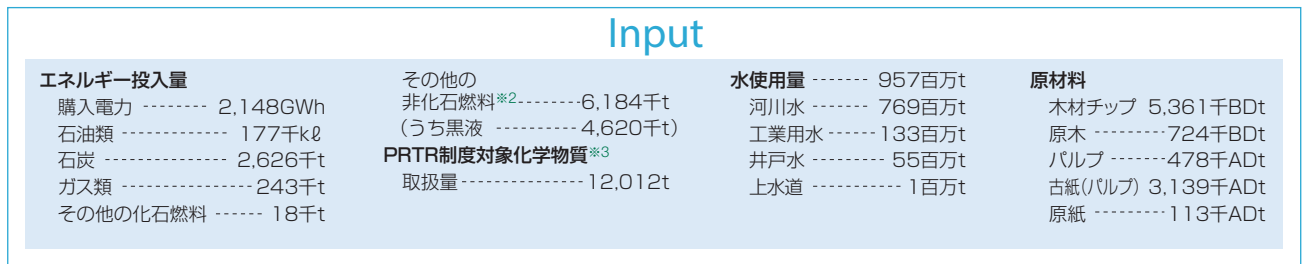 Input
エネルギー投入量
購入電力 -------- 2,148GWh
石油類 ------------- 177千kℓ
石炭 --------------- 2,626千t
ガス類 ----------------243千t
その他の化石燃料 ------ 18千t
その他の
非化石燃料※2--------6,184千t
(うち黒液 ----------4,620千t)
PRTR制度対象化学物質※3
取扱量---------------12,012t
水使用量 ------- 957百万t
河川水 ------- 769百万t
工業用水------133百万t
井戸水 -------- 55百万t
上水道 ----------- 1百万t
原材料
木材チップ 5,361千BDt
原木 ---------724千BDt
パルプ -------478千ADt
古紙(パルプ) 3,139千ADt
原紙 ---------113千ADt